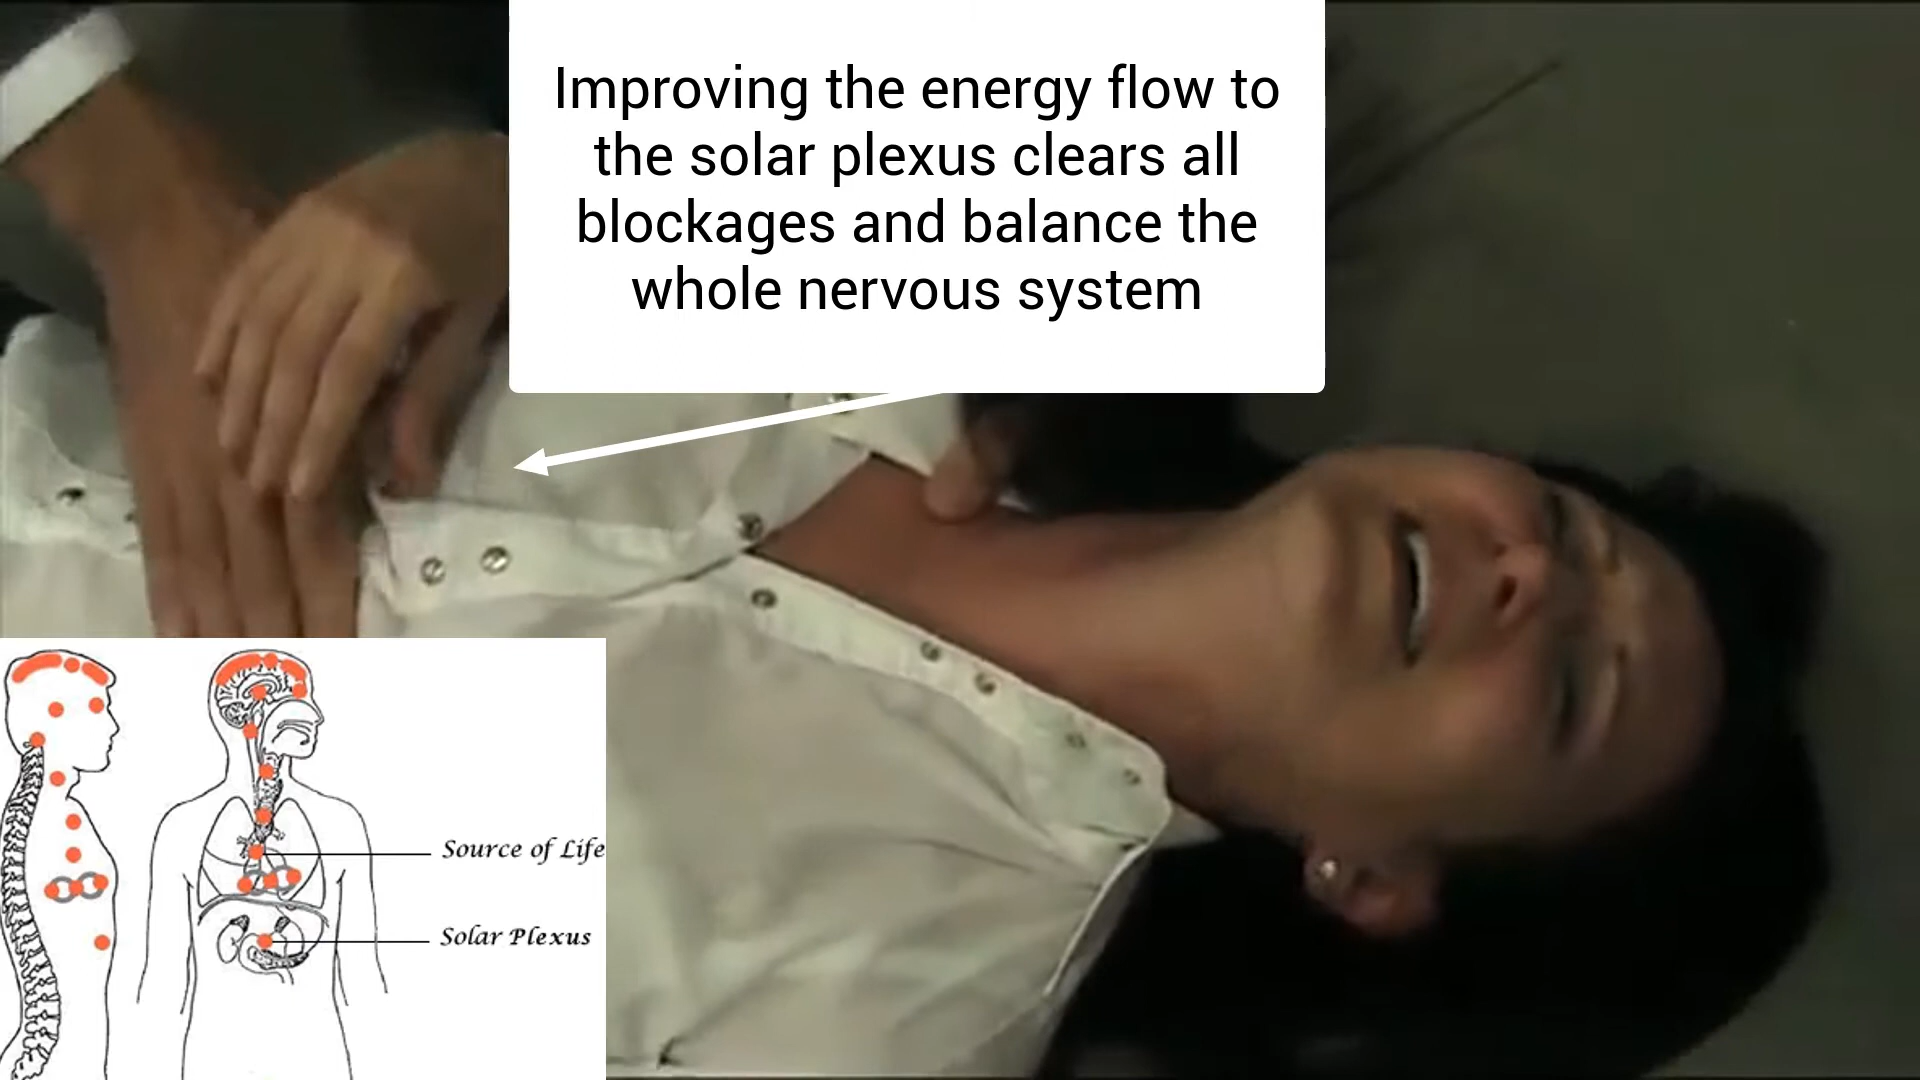 Improving the energy flow to
the solar plexus clears all
blockages and balance the
whole nervous system
Source of Life
Solar Plexus